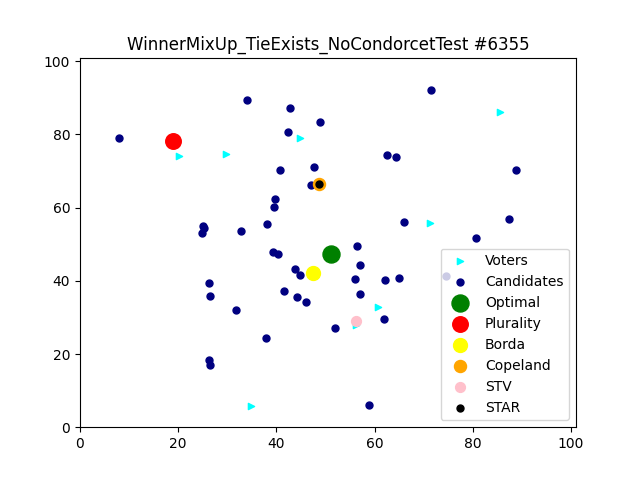 WinnerMixUp_TieExists_NoCondorcetTest #6355
100
80
60
40
20
0
0 20 40 60 80 100
Voters
Candidates
Optimal
Plurality
Borda
Copeland
STV
STAR